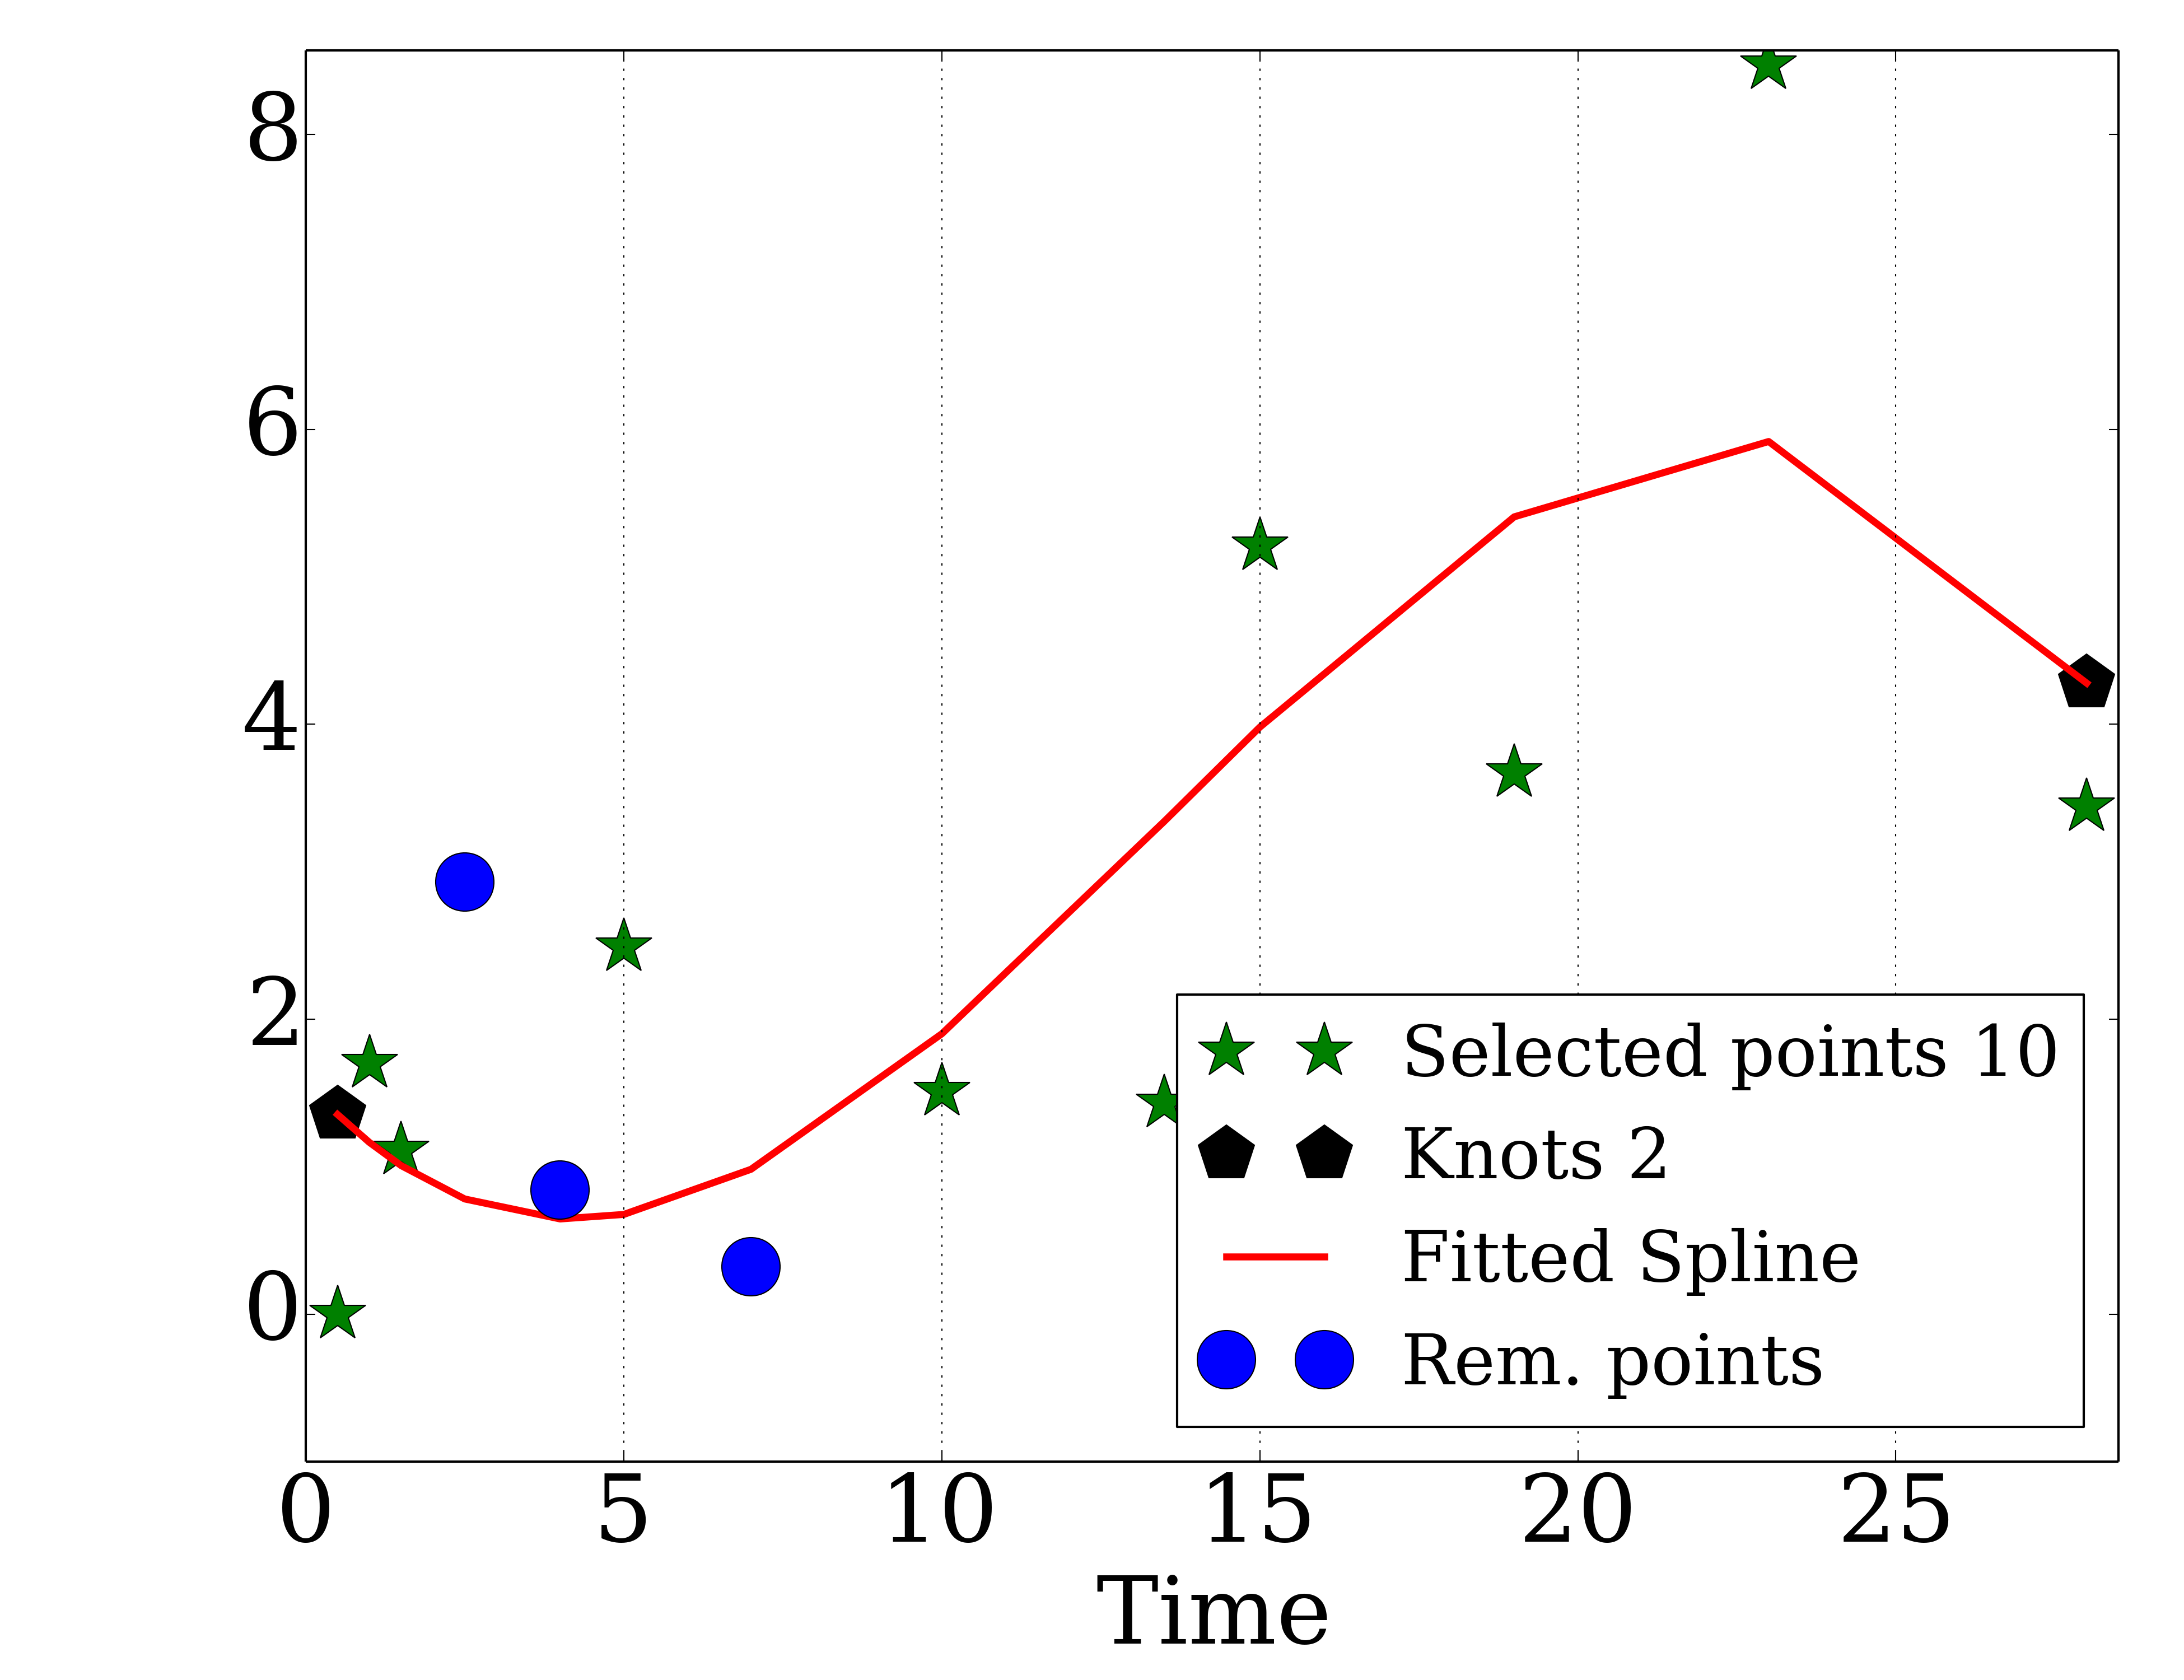 8
6
4
2
0
Selected points 10
Knots 2
Fitted Spline
Rem. points
0 5 10 15 20 25
Time